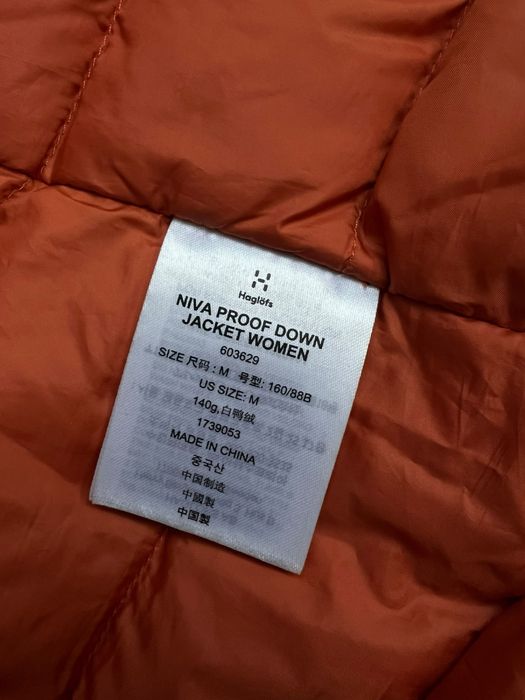 Haglöfs
NIVA PROOF DOWN
JACKET WOMEN
603629
SIZE 尺码 : M 号型: 160/88B
US SIZE: M
140g,白鸭绒
1739053
MADE IN CHINA
중국산
中国制造
中國製
中国製